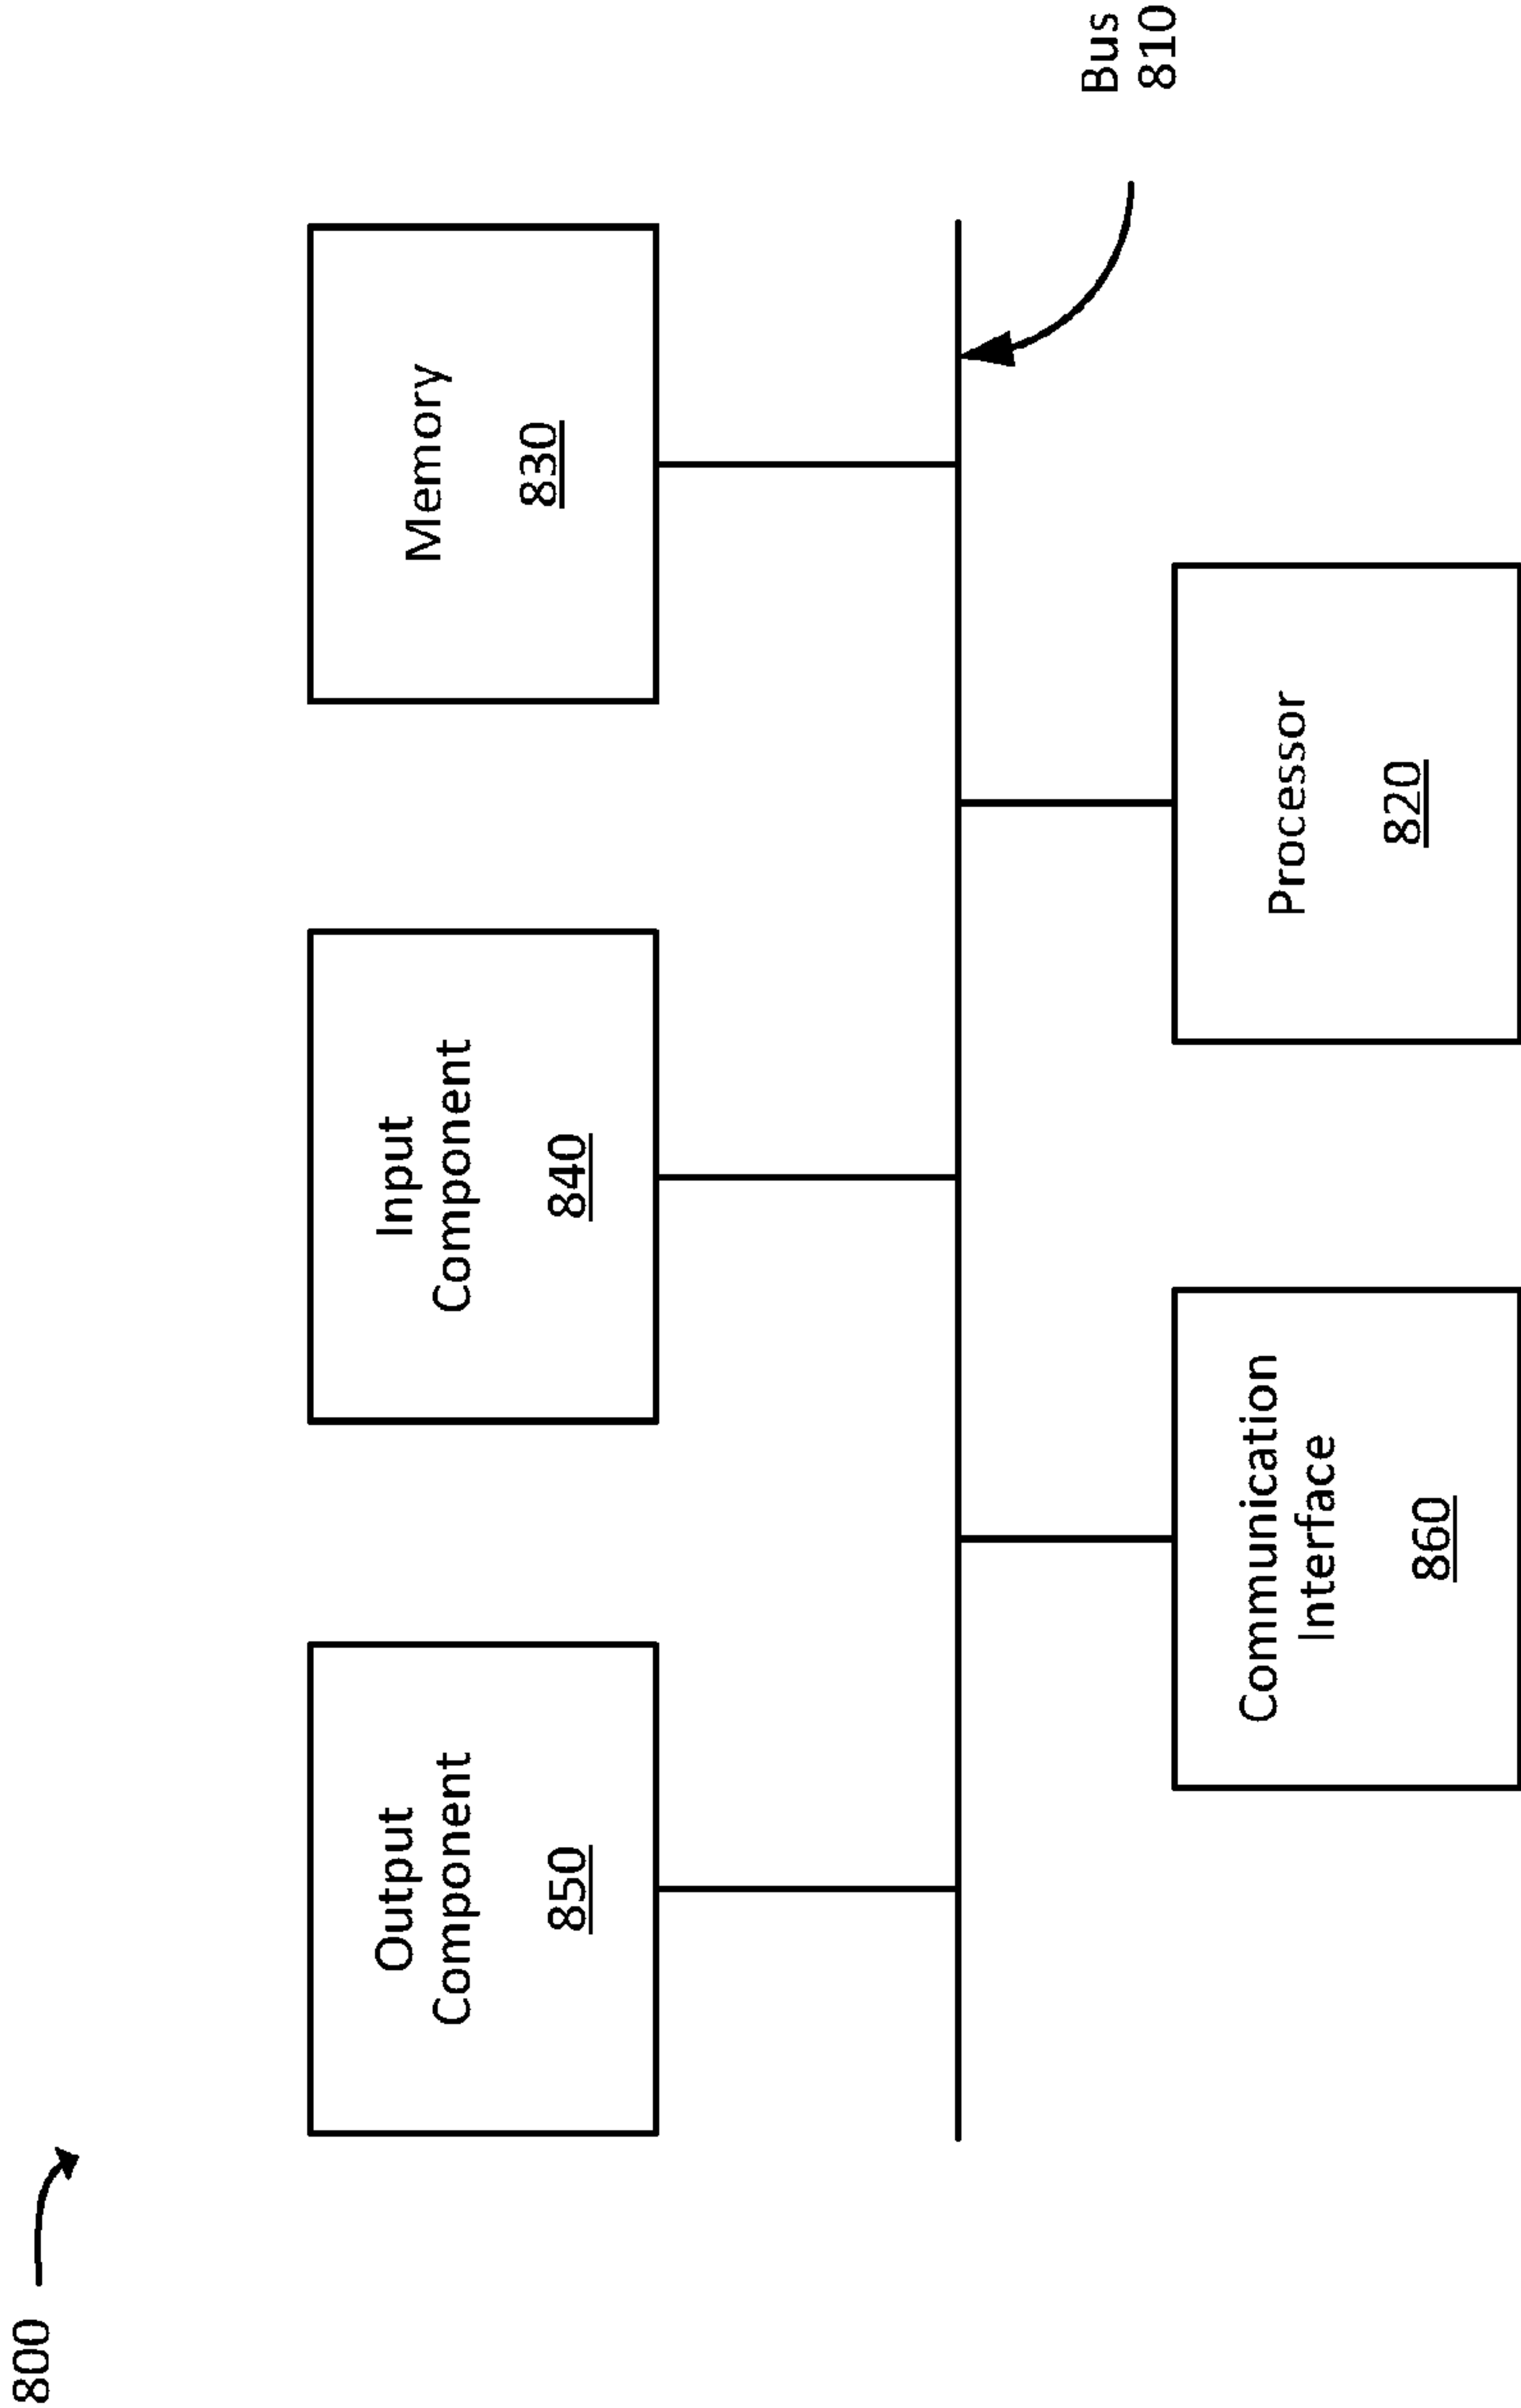 800
Output
Component
850
Input
Component
840
Memory
830
Bus
810
Communication
Interface
860
Processor
820